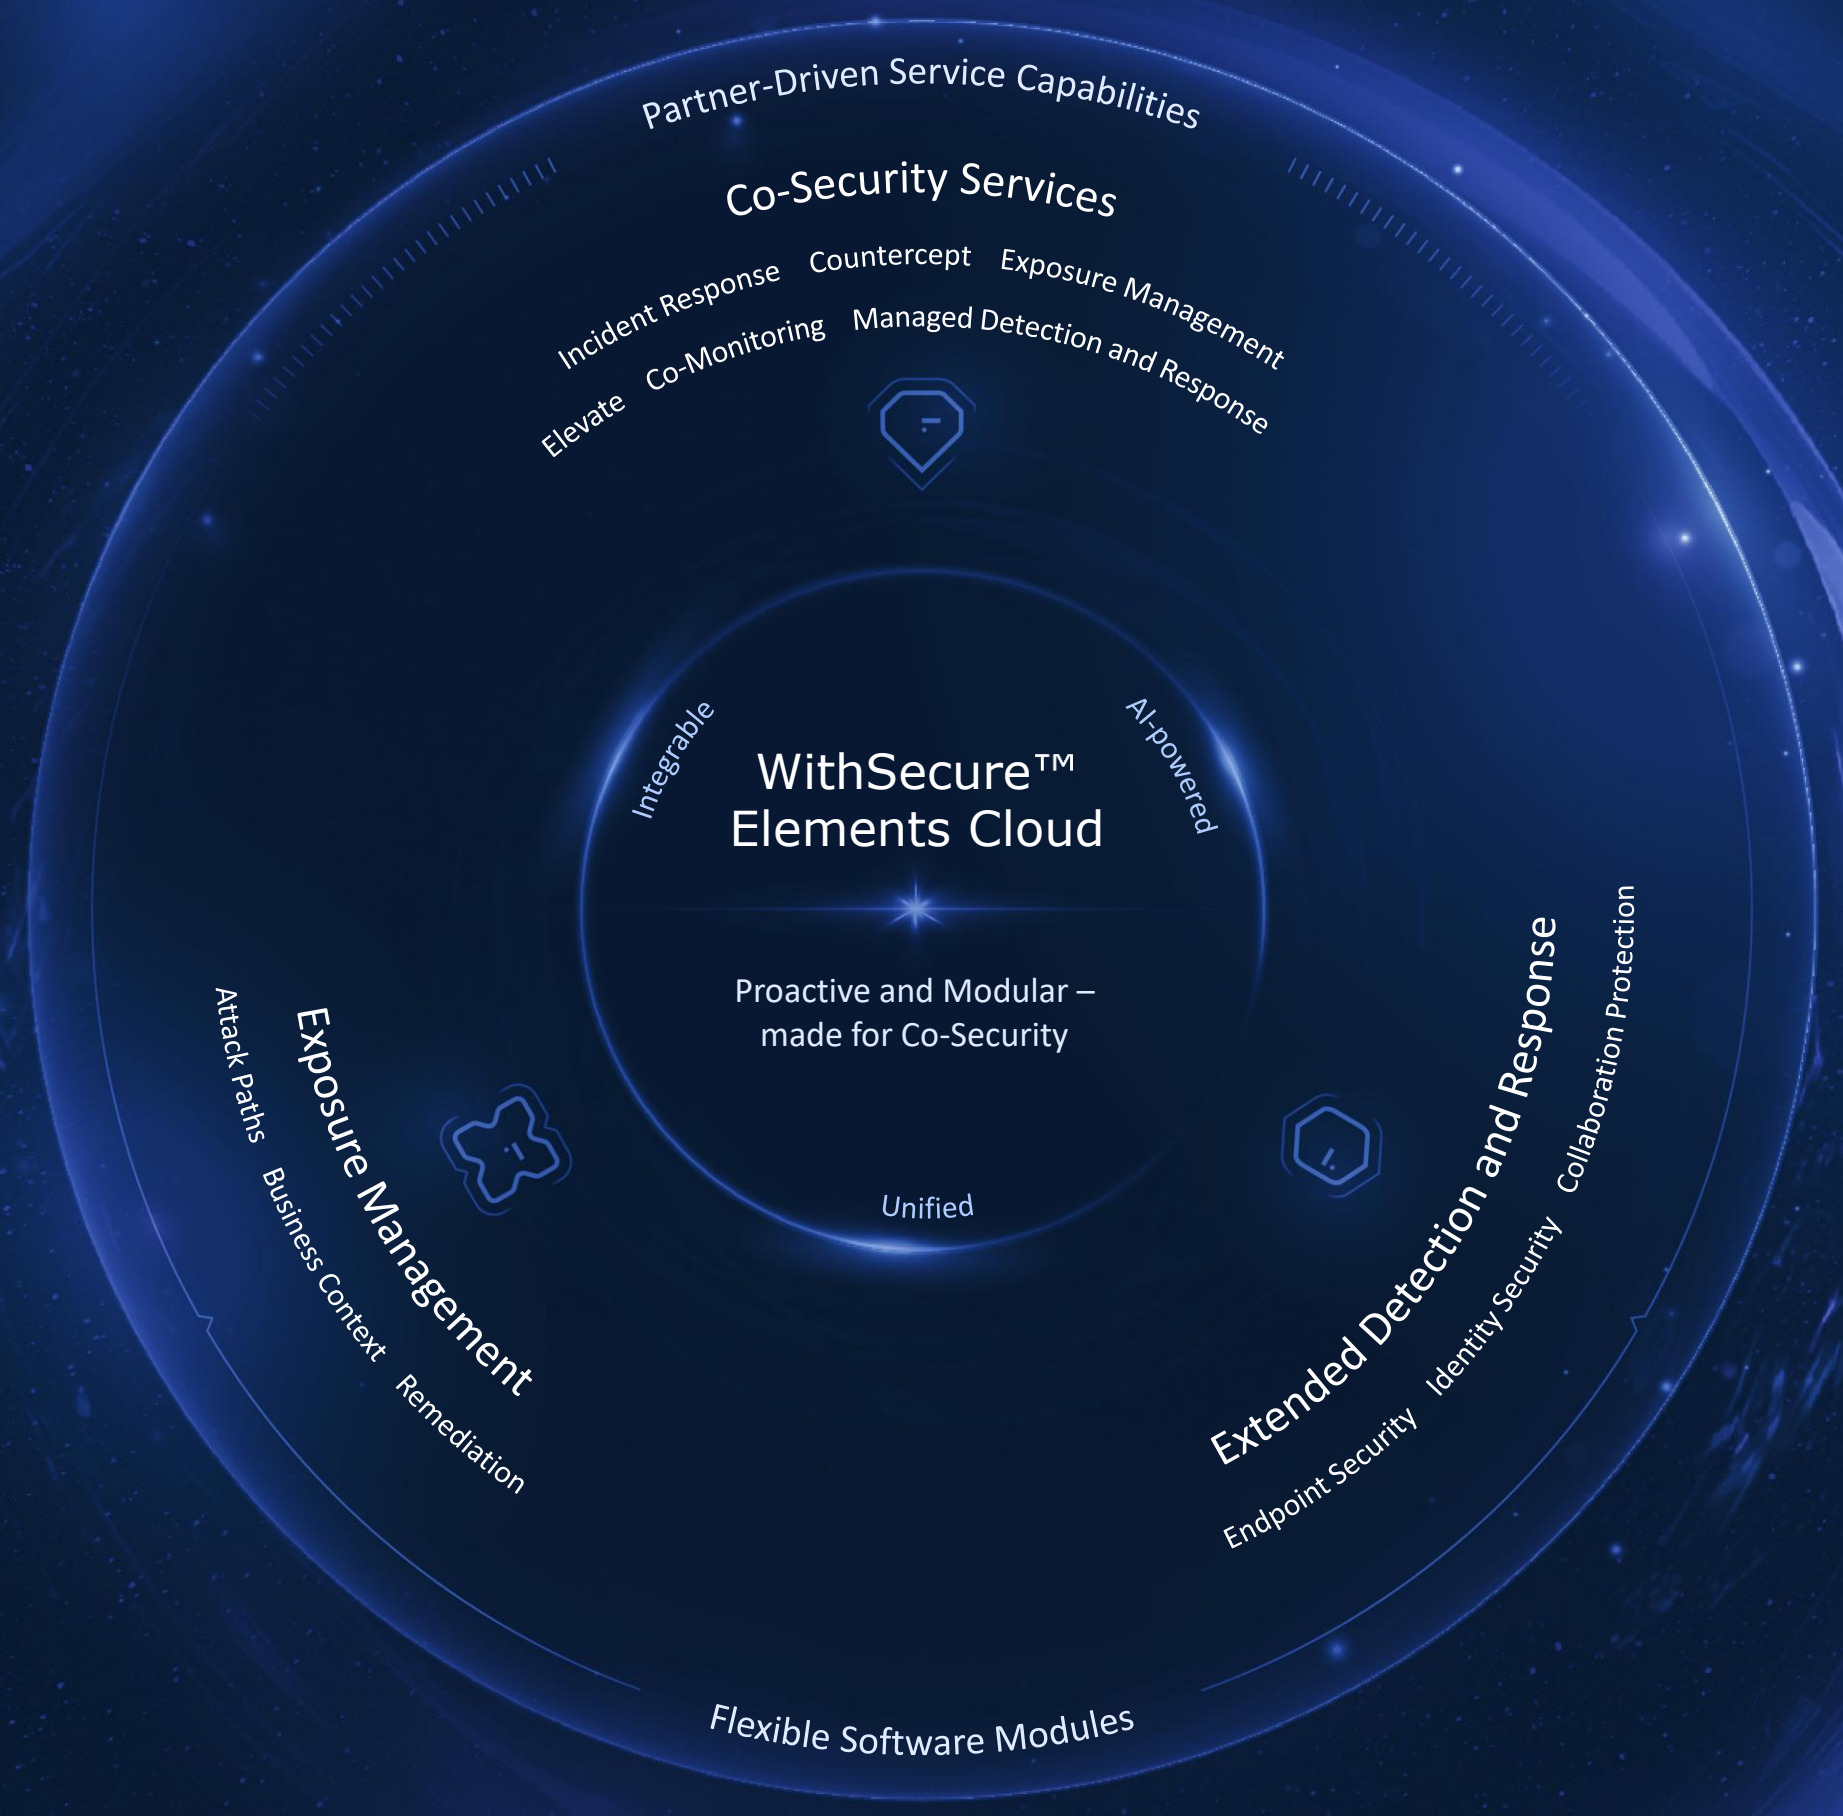 Partner-Driven Service Capabilities
Co-Security Services
Incident Response Countercept Exposure Management
Elevate Co-Monitoring Managed Detection and Response
Integrable
AI-powered
WithSecure™
Elements Cloud
Proactive and Modular –
made for Co-Security
Unified
Exposure Management
Attack Paths Business Context Remediation
Extended Detection and Response
Endpoint Security Identity Security Collaboration Protection
Flexible Software Modules